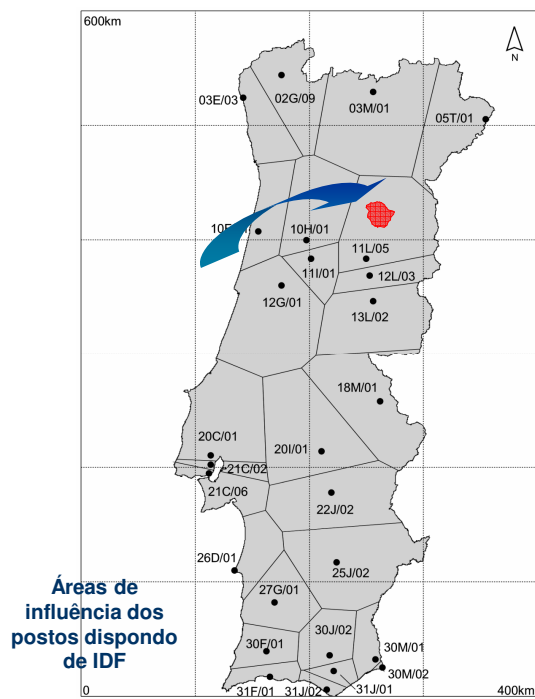 600km
N
02G/09
03E/03
03M/01
05T/01
10H/01
11L/05
11I/01
12L/03
12G/01
13L/02
18M/01
20C/01
20I/01
21C/02
21C/06
22J/02
26D/01
25J/02
Áreas de
influência dos
postos dispondo
de IDF
27G/01
30F/01
30J/02
30M/01
30M/02
31F/01
31J/02
31J/01
0
400km